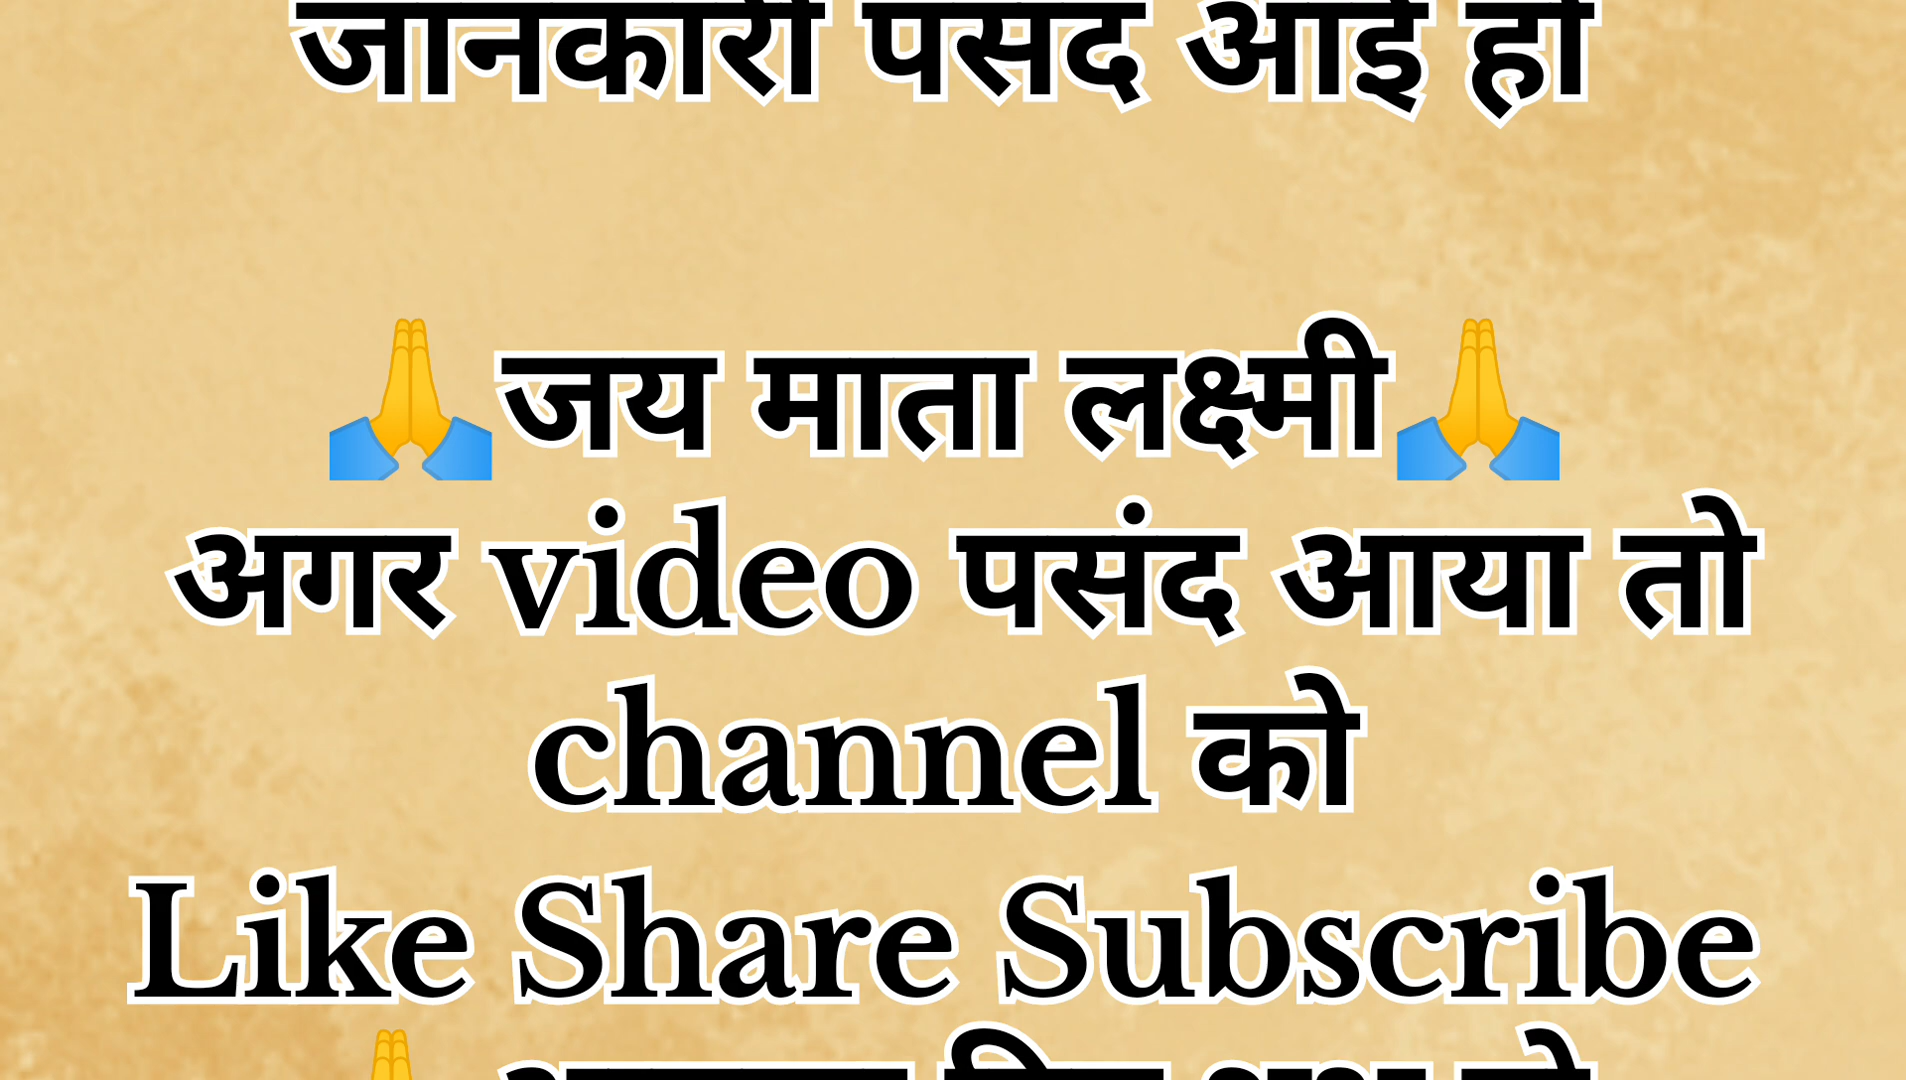 जानकारी पसंद आई हो
🙏जय माता लक्ष्मी🙏
अगर video पसंद आया तो
channel को
Like Share Subscribe